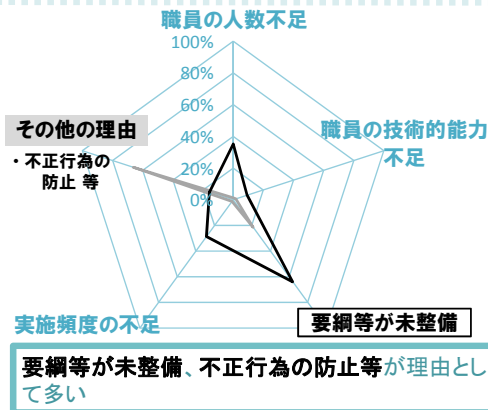 職員の人数不足
100%
80%
60%
40%
20%
0%
その他の理由
・不正行為の
防止 等
職員の技術的能力
不足
実施頻度の不足
要綱等が未整備
要綱等が未整備、不正行為の防止等が理由とし
て多い